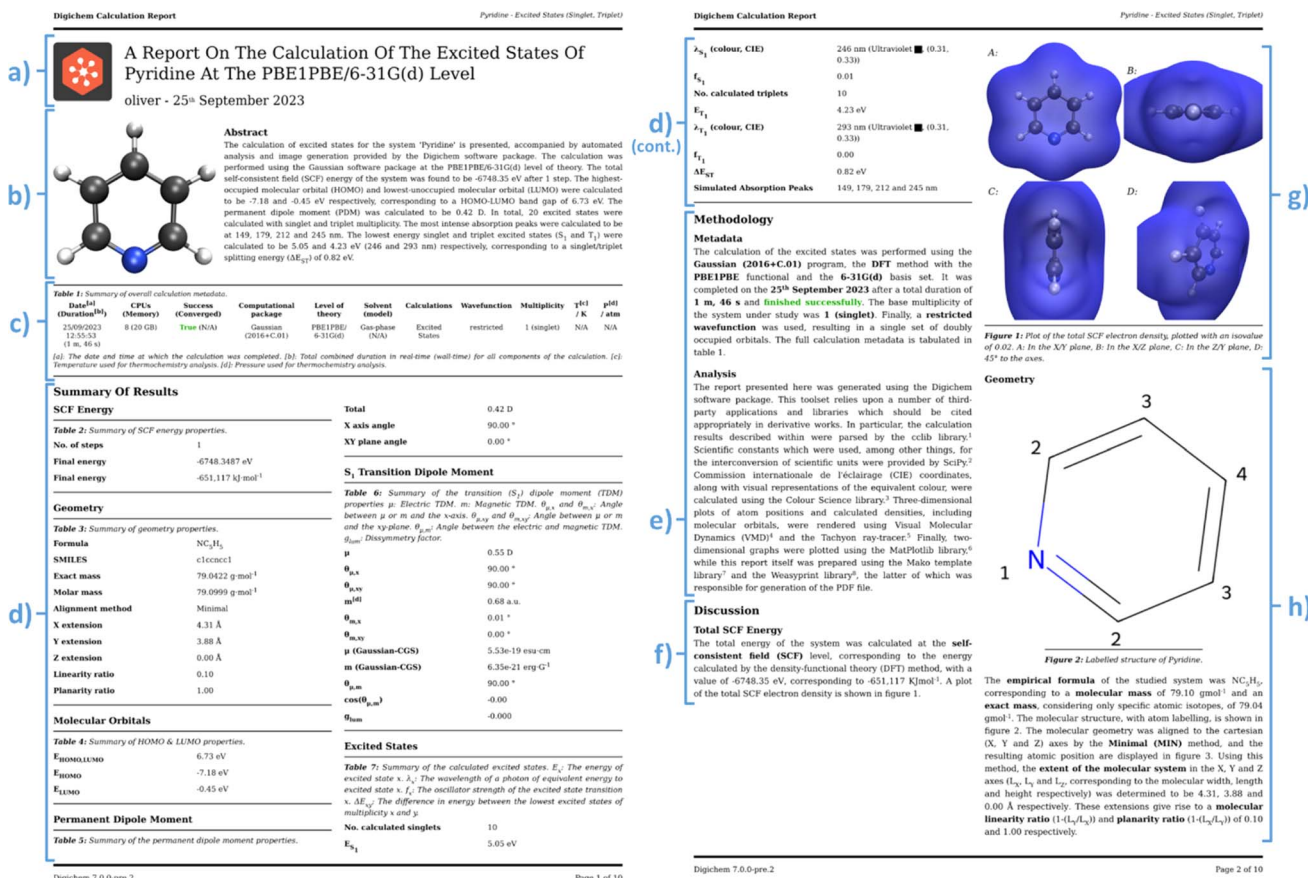 Digichem Calculation Report
Pyridine - Excited States (Singlet, Triplet)
a)
A Report On The Calculation Of The Excited States Of
Pyridine At The PBE1PBE/6-31G(d) Level
oliver - 25th September 2023
b)
Abstract
The calculation of excited states for the system 'Pyridine' is presented, accompanied by automated
analysis and image generation provided by the Digichem software package. The calculation was
performed using the Gaussian software package at the PBE1PBE/6-31G(d) level of theory. The total
self-consistent field (SCF) energy of the system was found to be -6748.35 eV after 1 step. The highest-
occupied molecular orbital (HOMO) and lowest-unoccupied molecular orbital (LUMO) were calculated
to be -7.18 and -0.45 eV respectively, corresponding to a HOMO-LUMO band gap of 6.73 eV. The
permanent dipole moment (PDM) was calculated to be 0.42 D. In total, 20 excited states were
calculated with singlet and triplet multiplicity. The most intense absorption peaks were calculated to be
at 149, 179, 212 and 245 nm. The lowest energy singlet and triplet excited states (S1 and T1) were
calculated to be 5.05 and 4.23 eV (246 and 293 nm) respectively, corresponding to a singlet/triplet
splitting energy (ΔEST) of 0.82 eV.
c)
Table 1: Summary of overall calculation metadata.
Date[a] (Duration[b]) CPUs (Memory) Success (Converged) Computational package Level of theory Solvent (model) Calculations Wavefunction Multiplicity T[c] / K P[d] / atm
25/09/2023 12:55:53 (1 m, 46 s) 8 (20 GB) True (N/A) Gaussian (2016+C.01) PBE1PBE/ 6-31G(d) Gas-phase (N/A) Excited States restricted 1 (singlet) N/A N/A
[a]: The date and time at which the calculation was completed. [b]: Total combined duration in real-time (wall-time) for all components of the calculation. [c]:
Temperature used for thermochemistry analysis. [d]: Pressure used for thermochemistry analysis.
d)
Summary Of Results
SCF Energy
Table 2: Summary of SCF energy properties.
No. of steps 1
Final energy -6748.3487 eV
Final energy -651,117 kJ·mol-1
Geometry
Table 3: Summary of geometry properties.
Formula NC5H5
SMILES c1ccncc1
Exact mass 79.0422 g·mol-1
Molar mass 79.0999 g·mol-1
Alignment method Minimal
X extension 4.31 Å
Y extension 3.88 Å
Z extension 0.00 Å
Linearity ratio 0.10
Planarity ratio 1.00
Molecular Orbitals
Table 4: Summary of HOMO & LUMO properties.
EHOMO,LUMO 6.73 eV
EHOMO -7.18 eV
ELUMO -0.45 eV
Permanent Dipole Moment
Table 5: Summary of the permanent dipole moment properties.
Total 0.42 D
X axis angle 90.00 °
XY plane angle 0.00 °
S1 Transition Dipole Moment
Table 6: Summary of the transition (S1) dipole moment (TDM)
properties μ: Electric TDM. m: Magnetic TDM. θμ,x and θm,x: Angle
between μ or m and the x-axis. θμ,xy and θm,xy: Angle between μ or m
and the xy-plane. θμ,m: Angle between the electric and magnetic TDM.
glum: Dissymmetry factor.
μ 0.55 D
θμ,x 90.00 °
θμ,xy 90.00 °
m[d] 0.68 a.u.
θm,x 0.01 °
θm,xy 0.00 °
μ (Gaussian-CGS) 5.53e-19 esu·cm
m (Gaussian-CGS) 6.35e-21 erg·G-1
θμ,m 90.00 °
cos(θμ,m) -0.00
glum -0.000
Excited States
Table 7: Summary of the calculated excited states. Ex: The energy of
excited state x. λx: The wavelength of a photon of equivalent energy to
excited state x. fx: The oscillator strength of the excited state transition
x. ΔExy: The difference in energy between the lowest excited states of
multiplicity x and y.
No. calculated singlets 10
ES1 5.05 eV
Digichem 7.0.0-pre.2
Page 1 of 10
Digichem Calculation Report
Pyridine - Excited States (Singlet, Triplet)
d)
(cont.)
λS1 (colour, CIE) 246 nm (Ultraviolet ■, (0.31,
0.33))
fS1 0.01
No. calculated triplets 10
ET1 4.23 eV
λT1 (colour, CIE) 293 nm (Ultraviolet ■, (0.31,
0.33))
fT1 0.00
ΔEST 0.82 eV
Simulated Absorption Peaks 149, 179, 212 and 245 nm
e)
Methodology
Metadata
The calculation of the excited states was performed using the
Gaussian (2016+C.01) program, the DFT method with the
PBE1PBE functional and the 6-31G(d) basis set. It was
completed on the 25th September 2023 after a total duration of
1 m, 46 s and finished successfully. The base multiplicity of
the system under study was 1 (singlet). Finally, a restricted
wavefunction was used, resulting in a single set of doubly
occupied orbitals. The full calculation metadata is tabulated in
table 1.
Analysis
The report presented here was generated using the Digichem
software package. This toolset relies upon a number of third-
party applications and libraries which should be cited
appropriately in derivative works. In particular, the calculation
results described within were parsed by the cclib library.1
Scientific constants which were used, among other things, for
the interconversion of scientific units were provided by SciPy.2
Commission internationale de l'éclairage (CIE) coordinates,
along with visual representations of the equivalent colour, were
calculated using the Colour Science library.3 Three-dimensional
plots of atom positions and calculated densities, including
molecular orbitals, were rendered using Visual Molecular
Dynamics (VMD)4 and the Tachyon ray-tracer.5 Finally, two-
dimensional graphs were plotted using the MatPlotlib library,6
while this report itself was prepared using the Mako template
library7 and the Weasyprint library8, the latter of which was
responsible for generation of the PDF file.
f)
Discussion
Total SCF Energy
The total energy of the system was calculated at the self-
consistent field (SCF) level, corresponding to the energy
calculated by the density-functional theory (DFT) method, with a
value of -6748.35 eV, corresponding to -651,117 KJmol-1. A plot
of the total SCF electron density is shown in figure 1.
g)
A:
B:
C:
D:
Figure 1: Plot of the total SCF electron density, plotted with an isovalue
of 0.02. A: In the X/Y plane, B: In the X/Z plane, C: In the Z/Y plane, D:
45° to the axes.
h)
Geometry
3
2
4
N
1
3
2
Figure 2: Labelled structure of Pyridine.
The empirical formula of the studied system was NC5H5,
corresponding to a molecular mass of 79.10 gmol-1 and an
exact mass, considering only specific atomic isotopes, of 79.04
gmol-1. The molecular structure, with atom labelling, is shown in
figure 2. The molecular geometry was aligned to the cartesian
(X, Y and Z) axes by the Minimal (MIN) method, and the
resulting atomic position are displayed in figure 3. Using this
method, the extent of the molecular system in the X, Y and Z
axes (LX, LY and LZ, corresponding to the molecular width, length
and height respectively) was determined to be 4.31, 3.88 and
0.00 Å respectively. These extensions give rise to a molecular
linearity ratio (1-(LY/LX)) and planarity ratio (1-(LZ/LY)) of 0.10
and 1.00 respectively.
Digichem 7.0.0-pre.2
Page 2 of 10